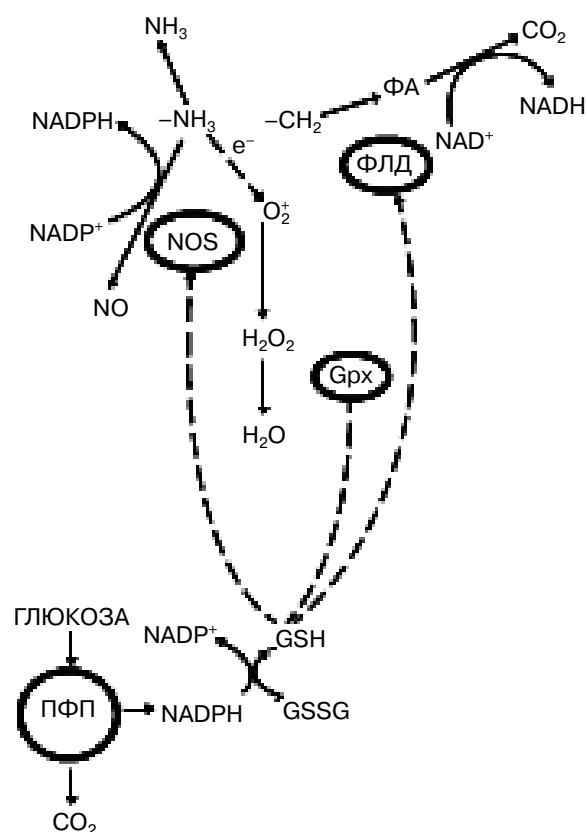 NH₃
CO₂
ФА
NADH
NADPH
–NH₃
–CH₂
e⁻
NAD⁺
ФЛД
O₂⁺
NADP⁺
NOS
NO
H₂O₂
Gpx
H₂O
ГЛЮКОЗА
NADP⁺
GSH
ПФП
NADPH
GSSG
CO₂